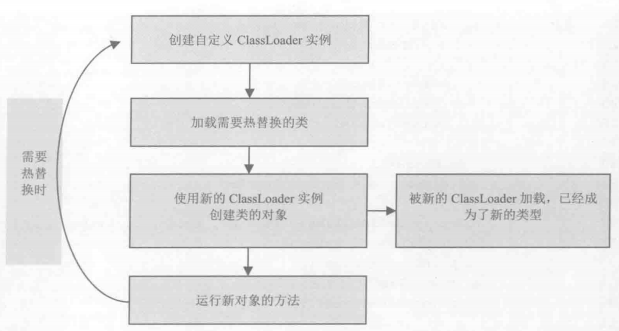 创建自定义 ClassLoader 实例
加载需要热替换的类
需要
热替
换时
使用新的 ClassLoader 实例
创建类的对象
被新的 ClassLoader 加载，已经成
为了新的类型
运行新对象的方法